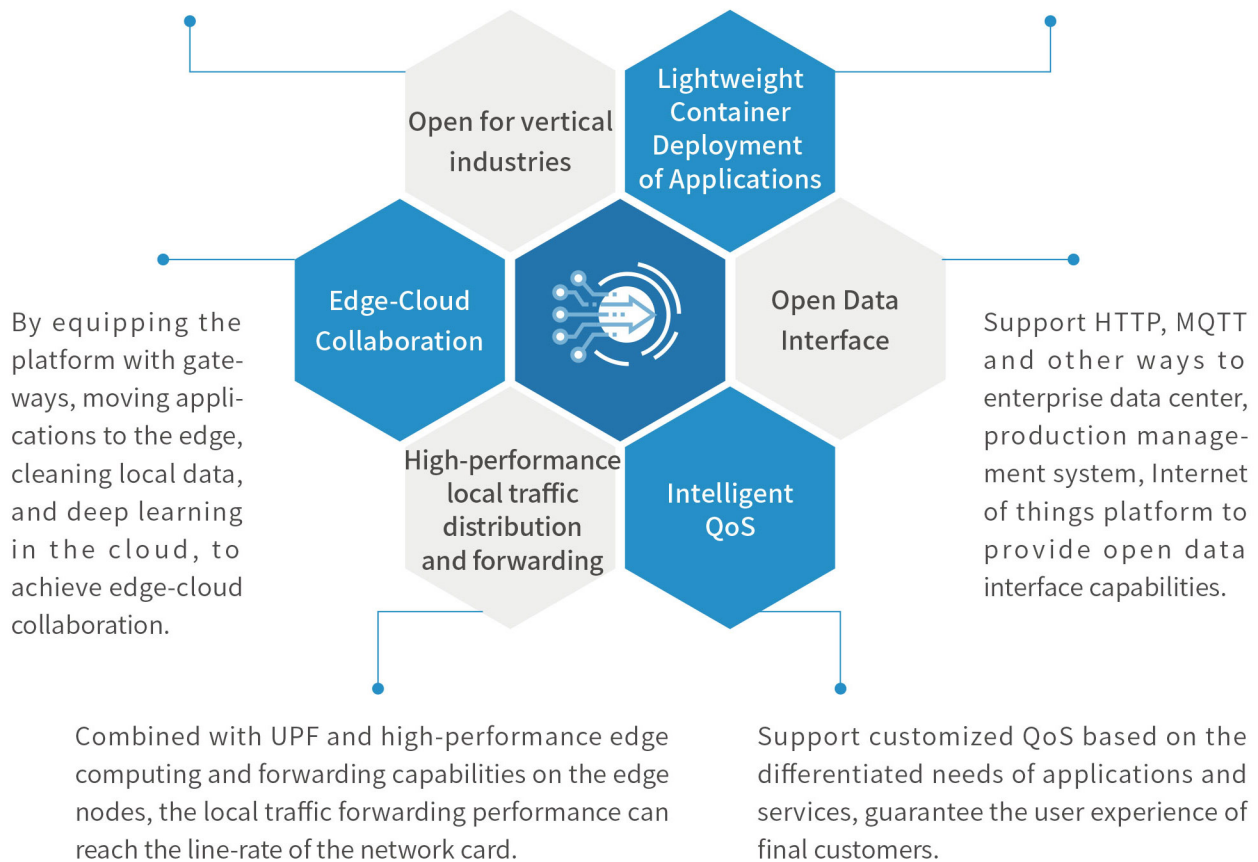 Open for vertical
industries
Lightweight
Container
Deployment
of Applications
Edge-Cloud
Collaboration
Open Data
Interface
High-performance
local traffic
distribution
and forwarding
Intelligent
QoS
By equipping the
platform with gate-
ways, moving appli-
cations to the edge,
cleaning local data,
and deep learning
in the cloud, to
achieve edge-cloud
collaboration.
Support HTTP, MQTT
and other ways to
enterprise data center,
production manage-
ment system, Internet
of things platform to
provide open data
interface capabilities.
Combined with UPF and high-performance edge
computing and forwarding capabilities on the edge
nodes, the local traffic forwarding performance can
reach the line-rate of the network card.
Support customized QoS based on the
differentiated needs of applications and
services, guarantee the user experience of
final customers.